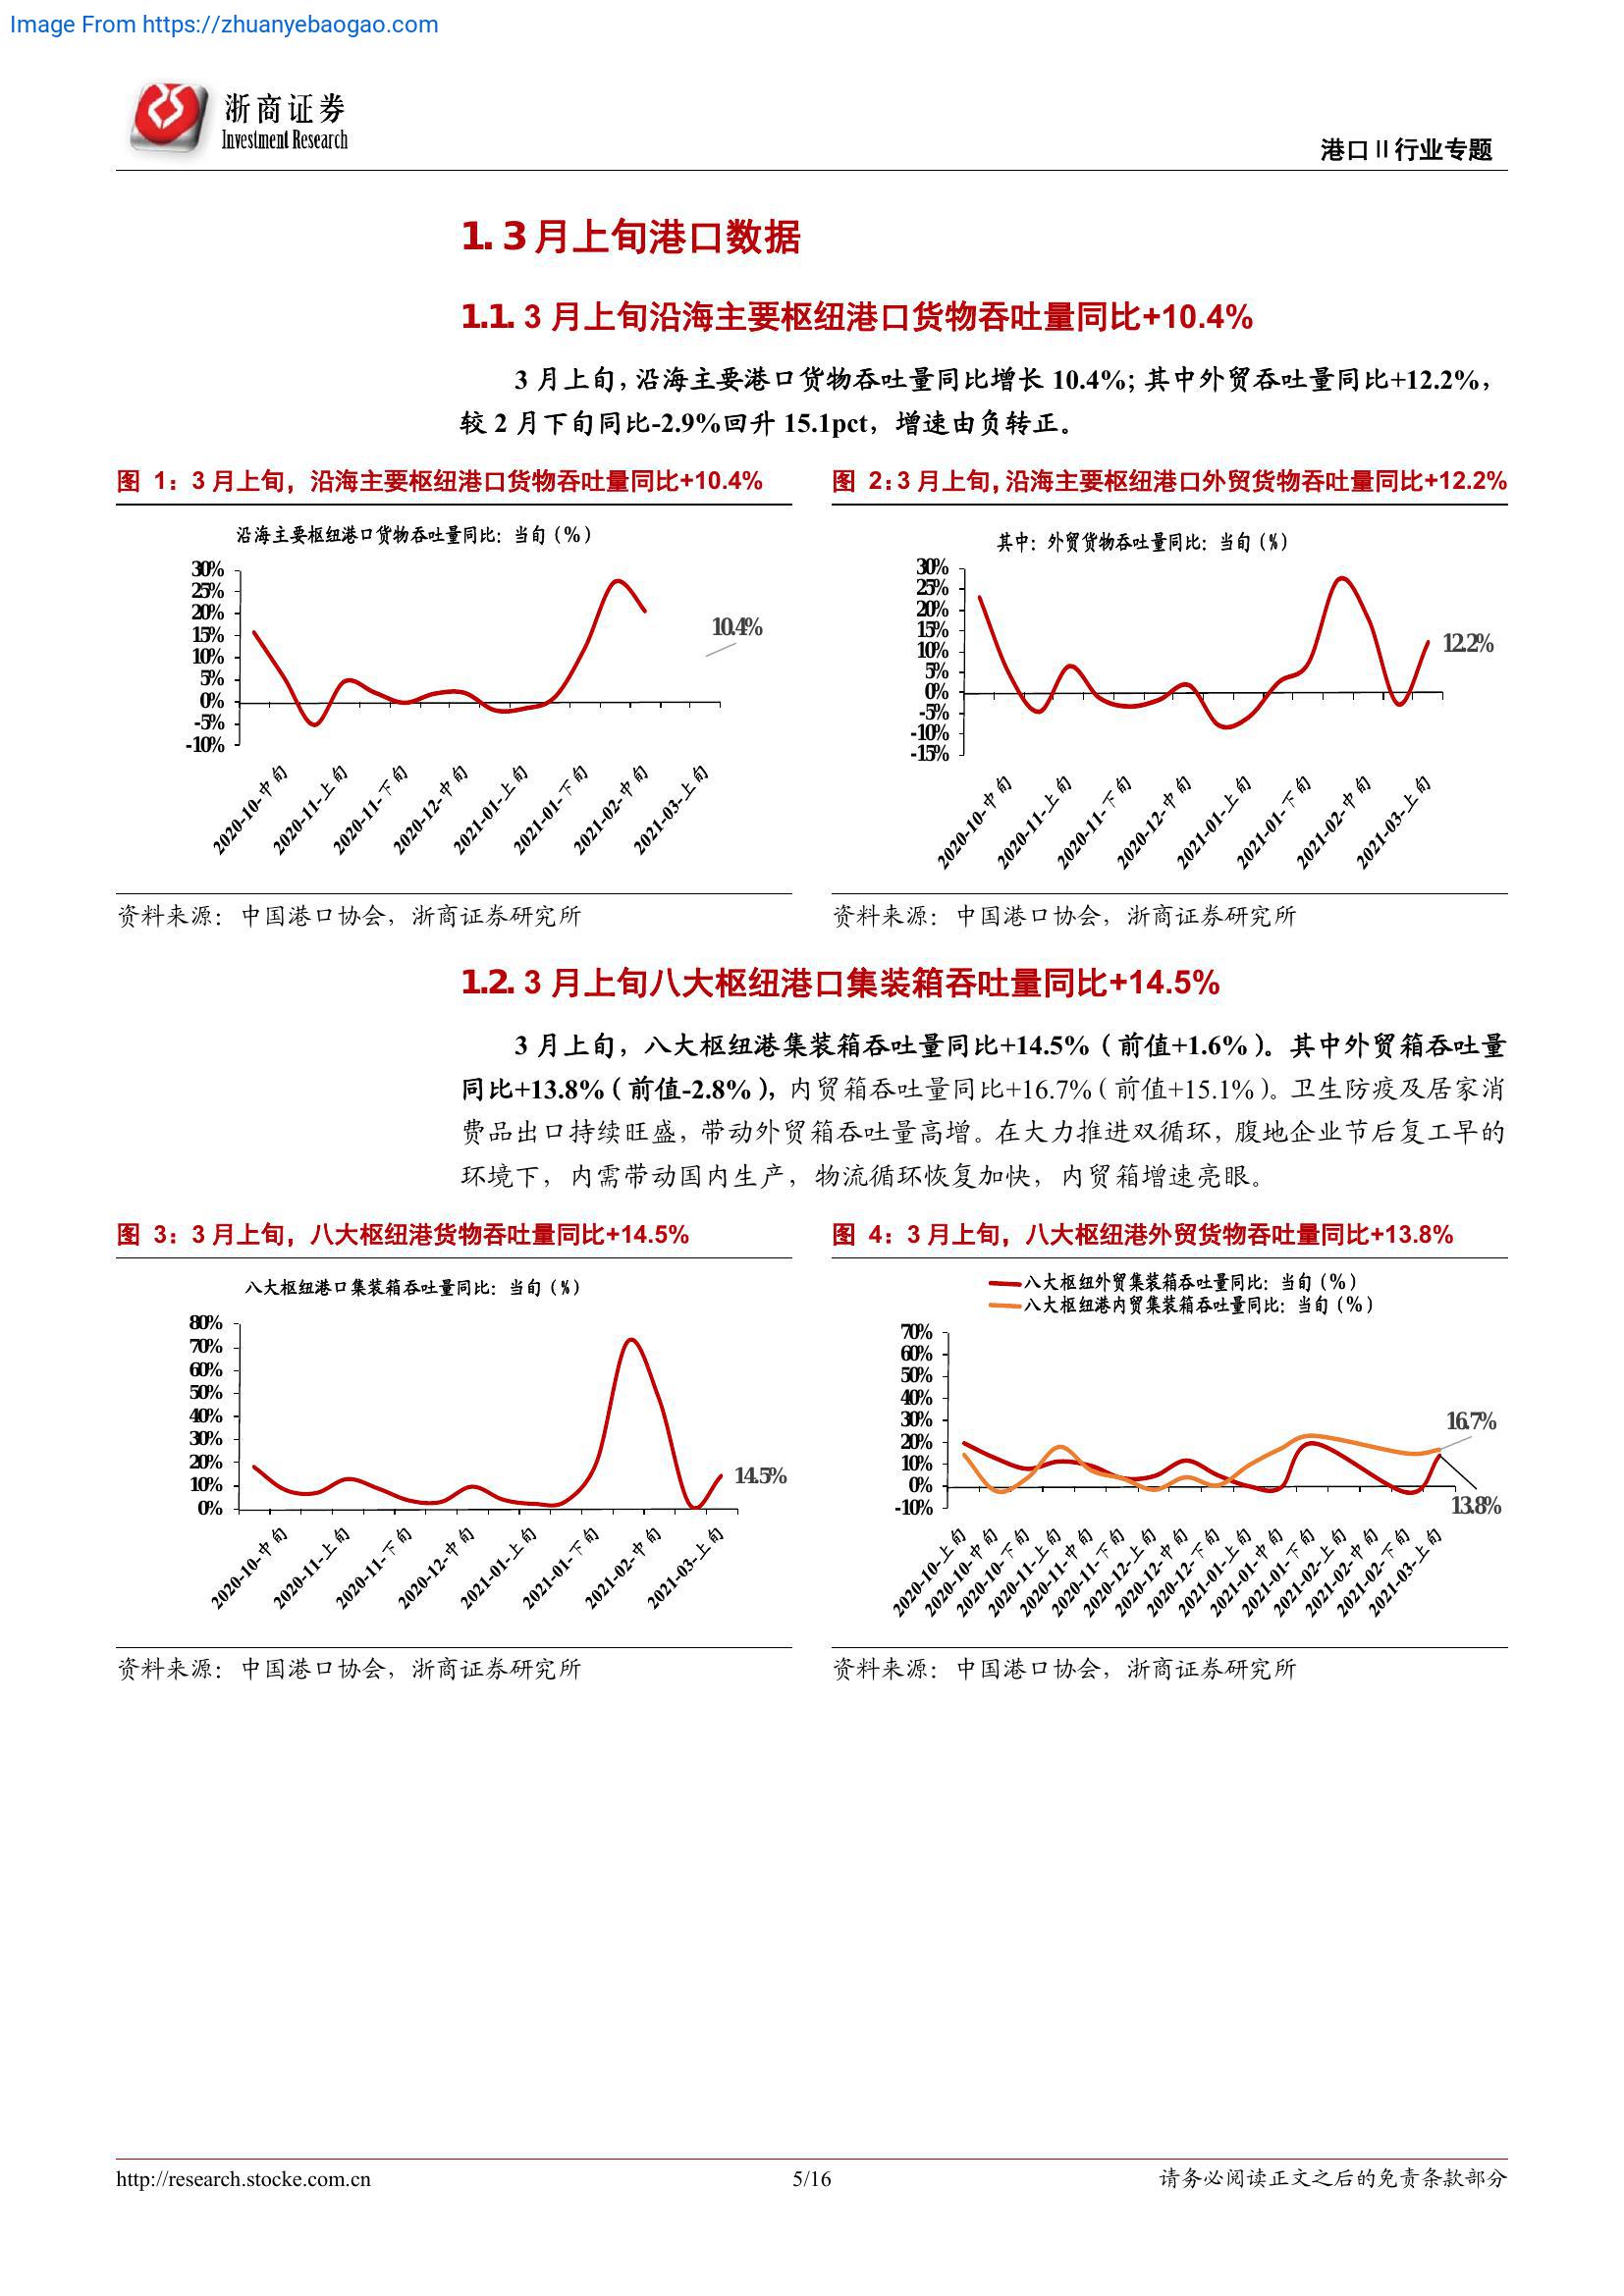 Image From https://zhuanyebaogao.com
浙商证券
Investment Research
港口Ⅱ行业专题
1. 3 月上旬港口数据
1.1. 3 月上旬沿海主要枢纽港口货物吞吐量同比+10.4%
3 月上旬，沿海主要港口货物吞吐量同比增长 10.4%；其中外贸吞吐量同比+12.2%，
较 2 月下旬同比-2.9%回升 15.1pct，增速由负转正。
图 1：3 月上旬，沿海主要枢纽港口货物吞吐量同比+10.4%
沿海主要枢纽港口货物吞吐量同比：当旬（%）
30%
25%
20%
15%
10%
5%
0%
-5%
-10%
10.4%
2020-10-中旬
2020-11-上旬
2020-11-下旬
2020-12-中旬
2021-01-上旬
2021-01-下旬
2021-02-中旬
2021-03-上旬
资料来源：中国港口协会，浙商证券研究所
图 2：3 月上旬，沿海主要枢纽港口外贸货物吞吐量同比+12.2%
其中：外贸货物吞吐量同比：当旬（%）
30%
25%
20%
15%
10%
5%
0%
-5%
-10%
-15%
12.2%
2020-10-中旬
2020-11-上旬
2020-11-下旬
2020-12-中旬
2021-01-上旬
2021-01-下旬
2021-02-中旬
2021-03-上旬
资料来源：中国港口协会，浙商证券研究所
1.2. 3 月上旬八大枢纽港口集装箱吞吐量同比+14.5%
3 月上旬，八大枢纽港集装箱吞吐量同比+14.5%（前值+1.6%）。其中外贸箱吞吐量
同比+13.8%（前值-2.8%），内贸箱吞吐量同比+16.7%（前值+15.1%）。卫生防疫及居家消
费品出口持续旺盛，带动外贸箱吞吐量高增。在大力推进双循环，腹地企业节后复工早的
环境下，内需带动国内生产，物流循环恢复加快，内贸箱增速亮眼。
图 3：3 月上旬，八大枢纽港货物吞吐量同比+14.5%
八大枢纽港口集装箱吞吐量同比：当旬（%）
80%
70%
60%
50%
40%
30%
20%
10%
0%
14.5%
2020-10-中旬
2020-11-上旬
2020-11-下旬
2020-12-中旬
2021-01-上旬
2021-01-下旬
2021-02-中旬
2021-03-上旬
资料来源：中国港口协会，浙商证券研究所
图 4：3 月上旬，八大枢纽港外贸货物吞吐量同比+13.8%
八大枢纽外贸集装箱吞吐量同比：当旬（%）
八大枢纽港内贸集装箱吞吐量同比：当旬（%）
70%
60%
50%
40%
30%
20%
10%
0%
-10%
16.7%
13.8%
2020-10-上旬
2020-10-中旬
2020-10-下旬
2020-11-上旬
2020-11-中旬
2020-11-下旬
2020-12-上旬
2020-12-中旬
2020-12-下旬
2021-01-上旬
2021-01-中旬
2021-01-下旬
2021-02-上旬
2021-02-中旬
2021-02-下旬
2021-03-上旬
资料来源：中国港口协会，浙商证券研究所
http://research.stocke.com.cn
5/16
请务必阅读正文之后的免责条款部分